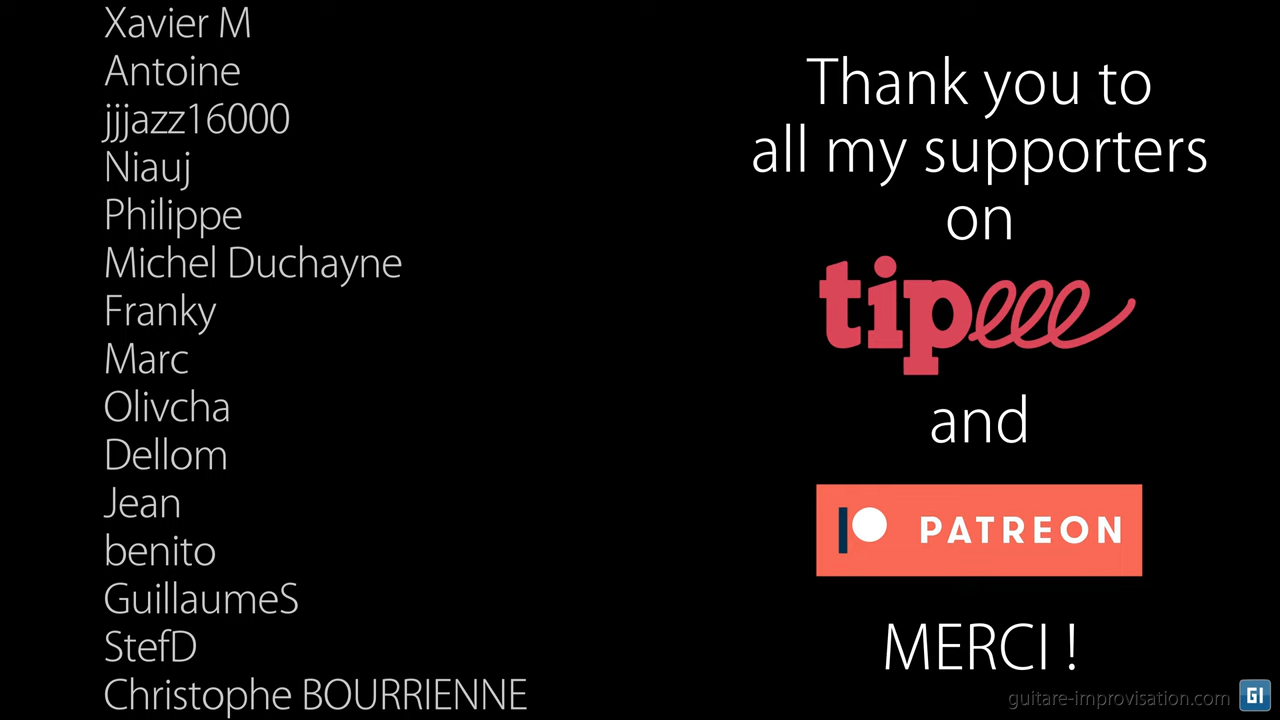 Xavier M
Antoine
jjjazz16000
Niauj
Philippe
Michel Duchayne
Franky
Marc
Olivcha
Dellom
Jean
benito
GuillaumeS
StefD
Christophe BOURRIENNE
Thank you to
all my supporters
on
tipeee
and
PATREON
MERCI !
guitare-improvisation.com GI